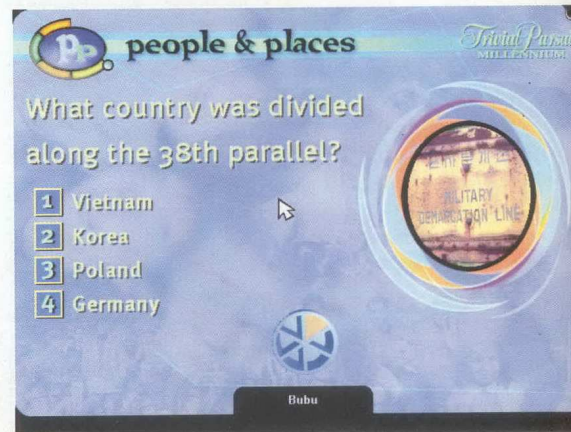 PP people & places
Trivial Pursuit
MILLENNIUM
What country was divided
along the 38th parallel?
1 Vietnam
2 Korea
3 Poland
4 Germany
MILITARY
DEMARCATION LINE
Bubu